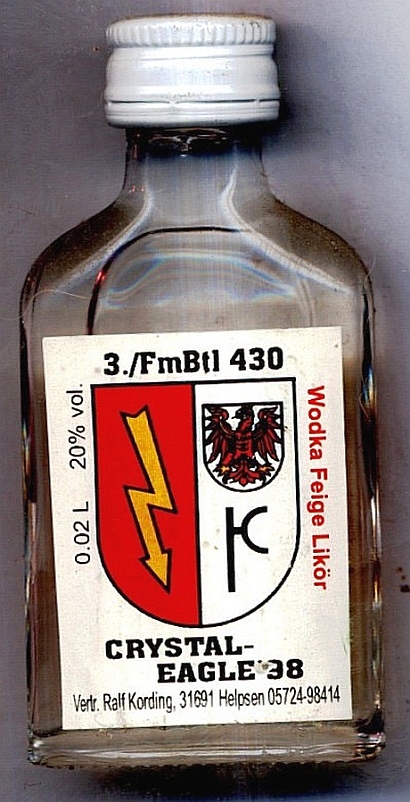 3./FmBtl 430
0.02 L 20% vol.
Wodka Feige Likör
CRYSTAL-
EAGLE 98
Vertr. Ralf Kording, 31691 Helpsen 05724-98414